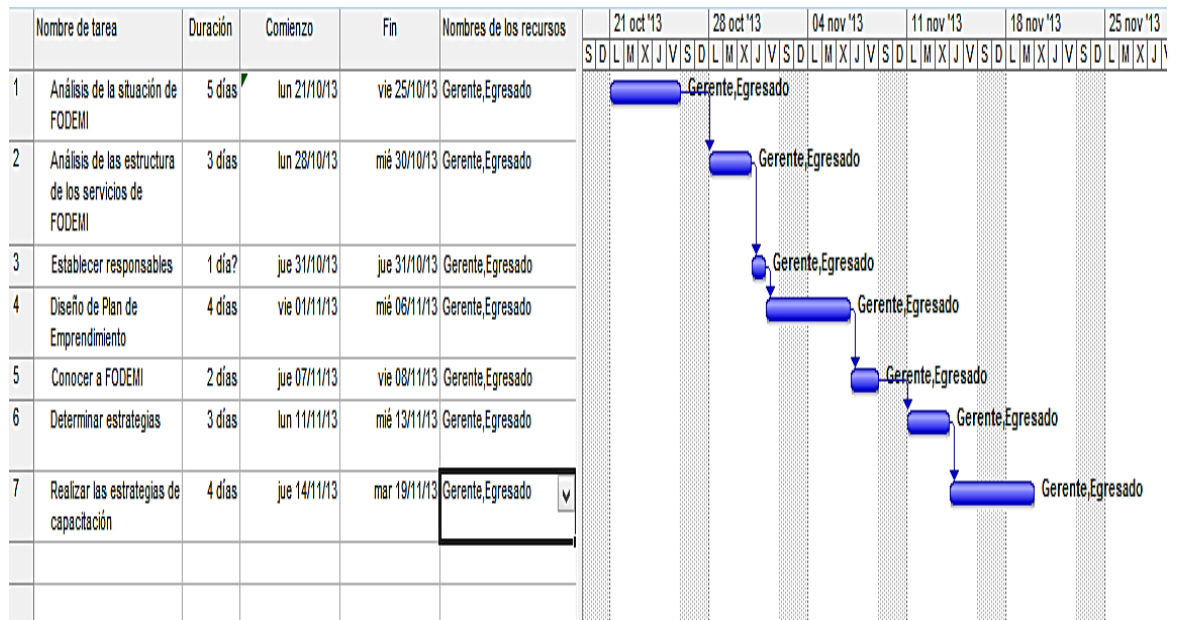 Nombre de tarea Duración Comienzo Fin Nombres de los recursos 21 oct '13 28 oct '13 04 nov '13 11 nov '13 18 nov '13 25 nov '13
S D L M X J V S D L M X J V S D L M X J V S D L M X J V S D L M X J V S D L M X J V
1 Análisis de la situación de 5 días lun 21/10/13 vie 25/10/13 Gerente,Egresado Gerente,Egresado
FODEMI
2 Análisis de las estructura 3 días lun 28/10/13 mié 30/10/13 Gerente,Egresado Gerente,Egresado
de los servicios de
FODEMI
3 Establecer responsables 1 día? jue 31/10/13 jue 31/10/13 Gerente,Egresado Gerente,Egresado
4 Diseño de Plan de 4 días vie 01/11/13 mié 06/11/13 Gerente,Egresado Gerente,Egresado
Emprendimiento
5 Conocer a FODEMI 2 días jue 07/11/13 vie 08/11/13 Gerente,Egresado Gerente,Egresado
6 Determinar estrategias 3 días lun 11/11/13 mié 13/11/13 Gerente,Egresado Gerente,Egresado
7 Realizar las estrategias de 4 días jue 14/11/13 mar 19/11/13 Gerente,Egresado Gerente,Egresado
capacitación